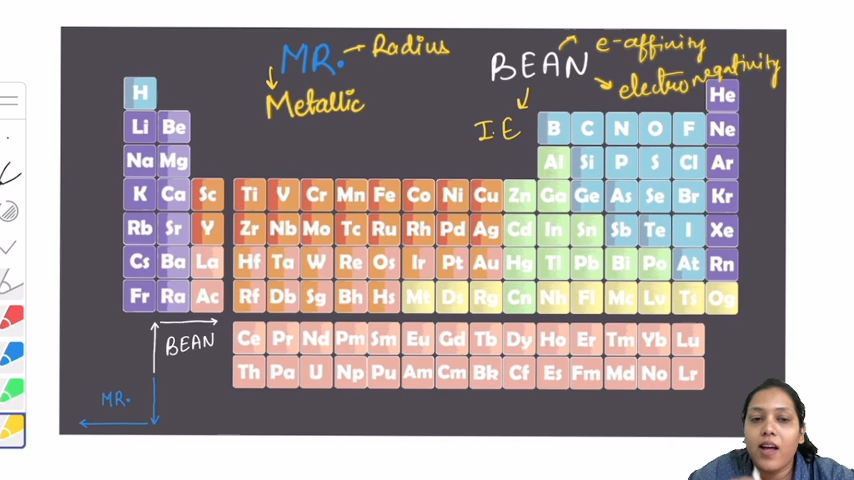 MR. → Radius
Metallic
BEAN
e-affinity
electronegativity
I.E
H He
Li Be B C N O F Ne
Na Mg Al Si P S Cl Ar
K Ca Sc Ti V Cr Mn Fe Co Ni Cu Zn Ga Ge As Se Br Kr
Rb Sr Y Zr Nb Mo Tc Ru Rh Pd Ag Cd In Sn Sb Te I Xe
Cs Ba La Hf Ta W Re Os Ir Pt Au Hg Tl Pb Bi Po At Rn
Fr Ra Ac Rf Db Sg Bh Hs Mt Ds Rg Cn Nh Fl Mc Lv Ts Og
Ce Pr Nd Pm Sm Eu Gd Tb Dy Ho Er Tm Yb Lu
Th Pa U Np Pu Am Cm Bk Cf Es Fm Md No Lr
BEAN
MR.